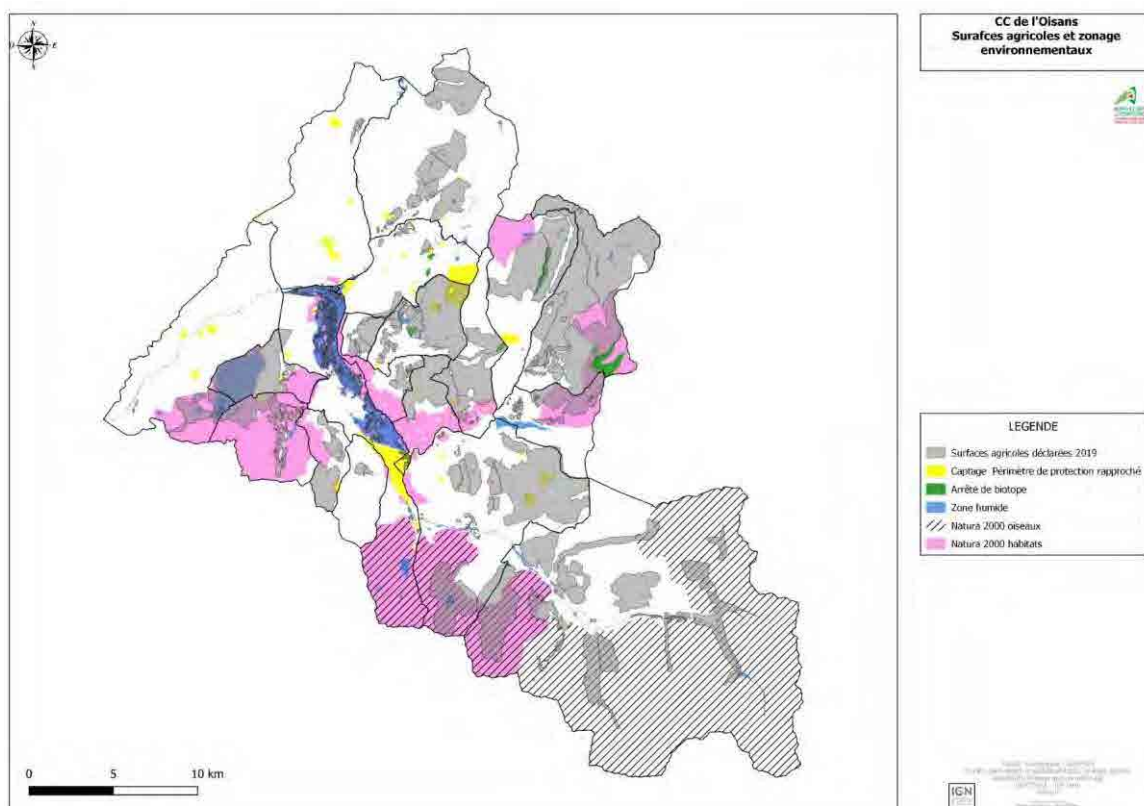 CC de l'Oisans
Surafces agricoles et zonage
environnementaux
N
O
E
S
LEGENDE
Surfaces agricoles déclarées 2019
Captage Périmètre de protection rapproché
Arrêté de biotope
Zone humide
Natura 2000 oiseaux
Natura 2000 habitats
0 5 10 km
IGN